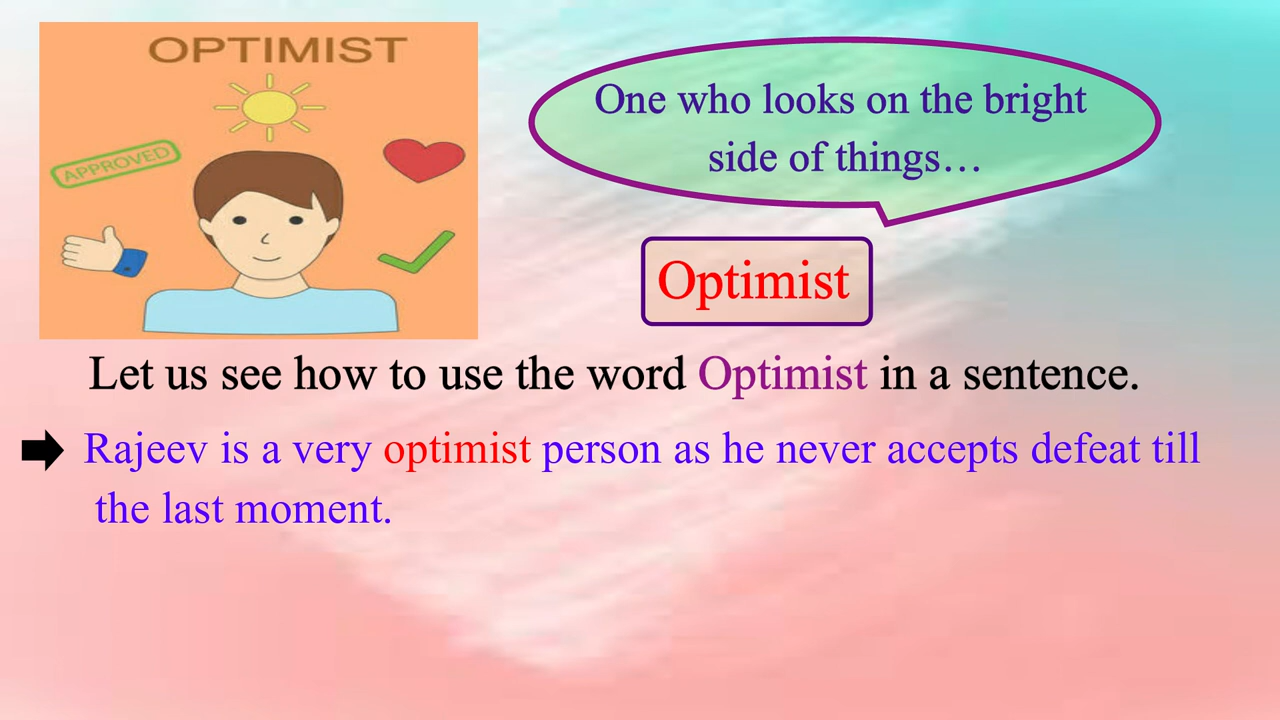 OPTIMIST
APPROVED
One who looks on the bright
side of things...
Optimist
Let us see how to use the word Optimist in a sentence.
Rajeev is a very optimist person as he never accepts defeat till
the last moment.